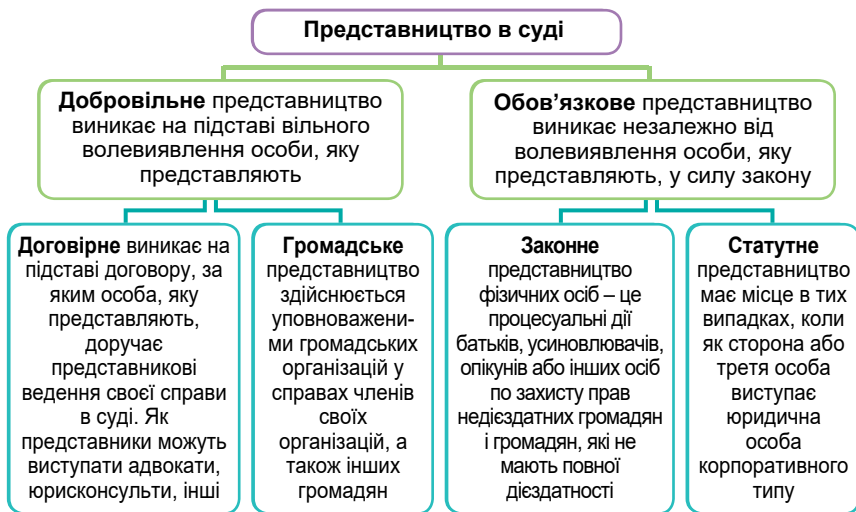 Представництво в суді
Добровільне представництво
виникає на підставі вільного
волевиявлення особи, яку
представляють
Обов’язкове представництво
виникає незалежно від
волевиявлення особи, яку
представляють, у силу закону
Договірне виникає на
підставі договору, за
яким особа, яку
представляють,
доручає
представникові
ведення своєї справи
в суді. Як
представники можуть
виступати адвокати,
юрисконсульти, інші
Громадське
представництво
здійснюється
уповноважени-
ми громадських
організацій у
справах членів
своїх
організацій, а
також інших
громадян
Законне
представництво
фізичних осіб – це
процесуальні дії
батьків, усиновлювачів,
опікунів або інших осіб
по захисту прав
недієздатних громадян
і громадян, які не
мають повної
дієздатності
Статутне
представництво
має місце в тих
випадках, коли
як сторона або
третя особа
виступає
юридична
особа
корпоративного
типу